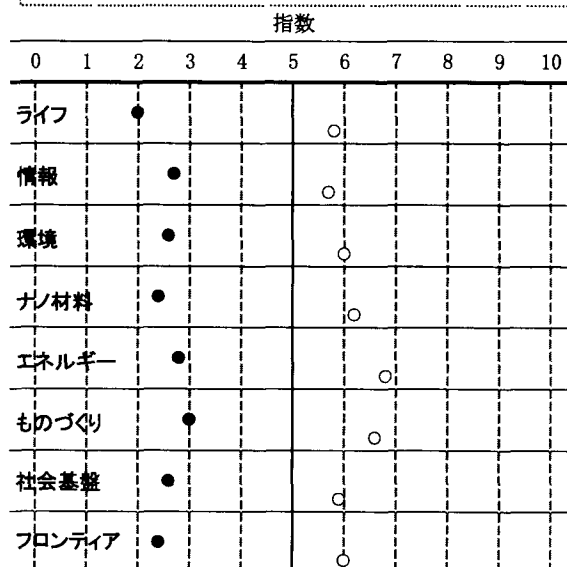 指数
0 1 2 3 4 5 6 7 8 9 10
ライフ
情報
環境
ナノ材料
エネルギー
ものづくり
社会基盤
フロンティア